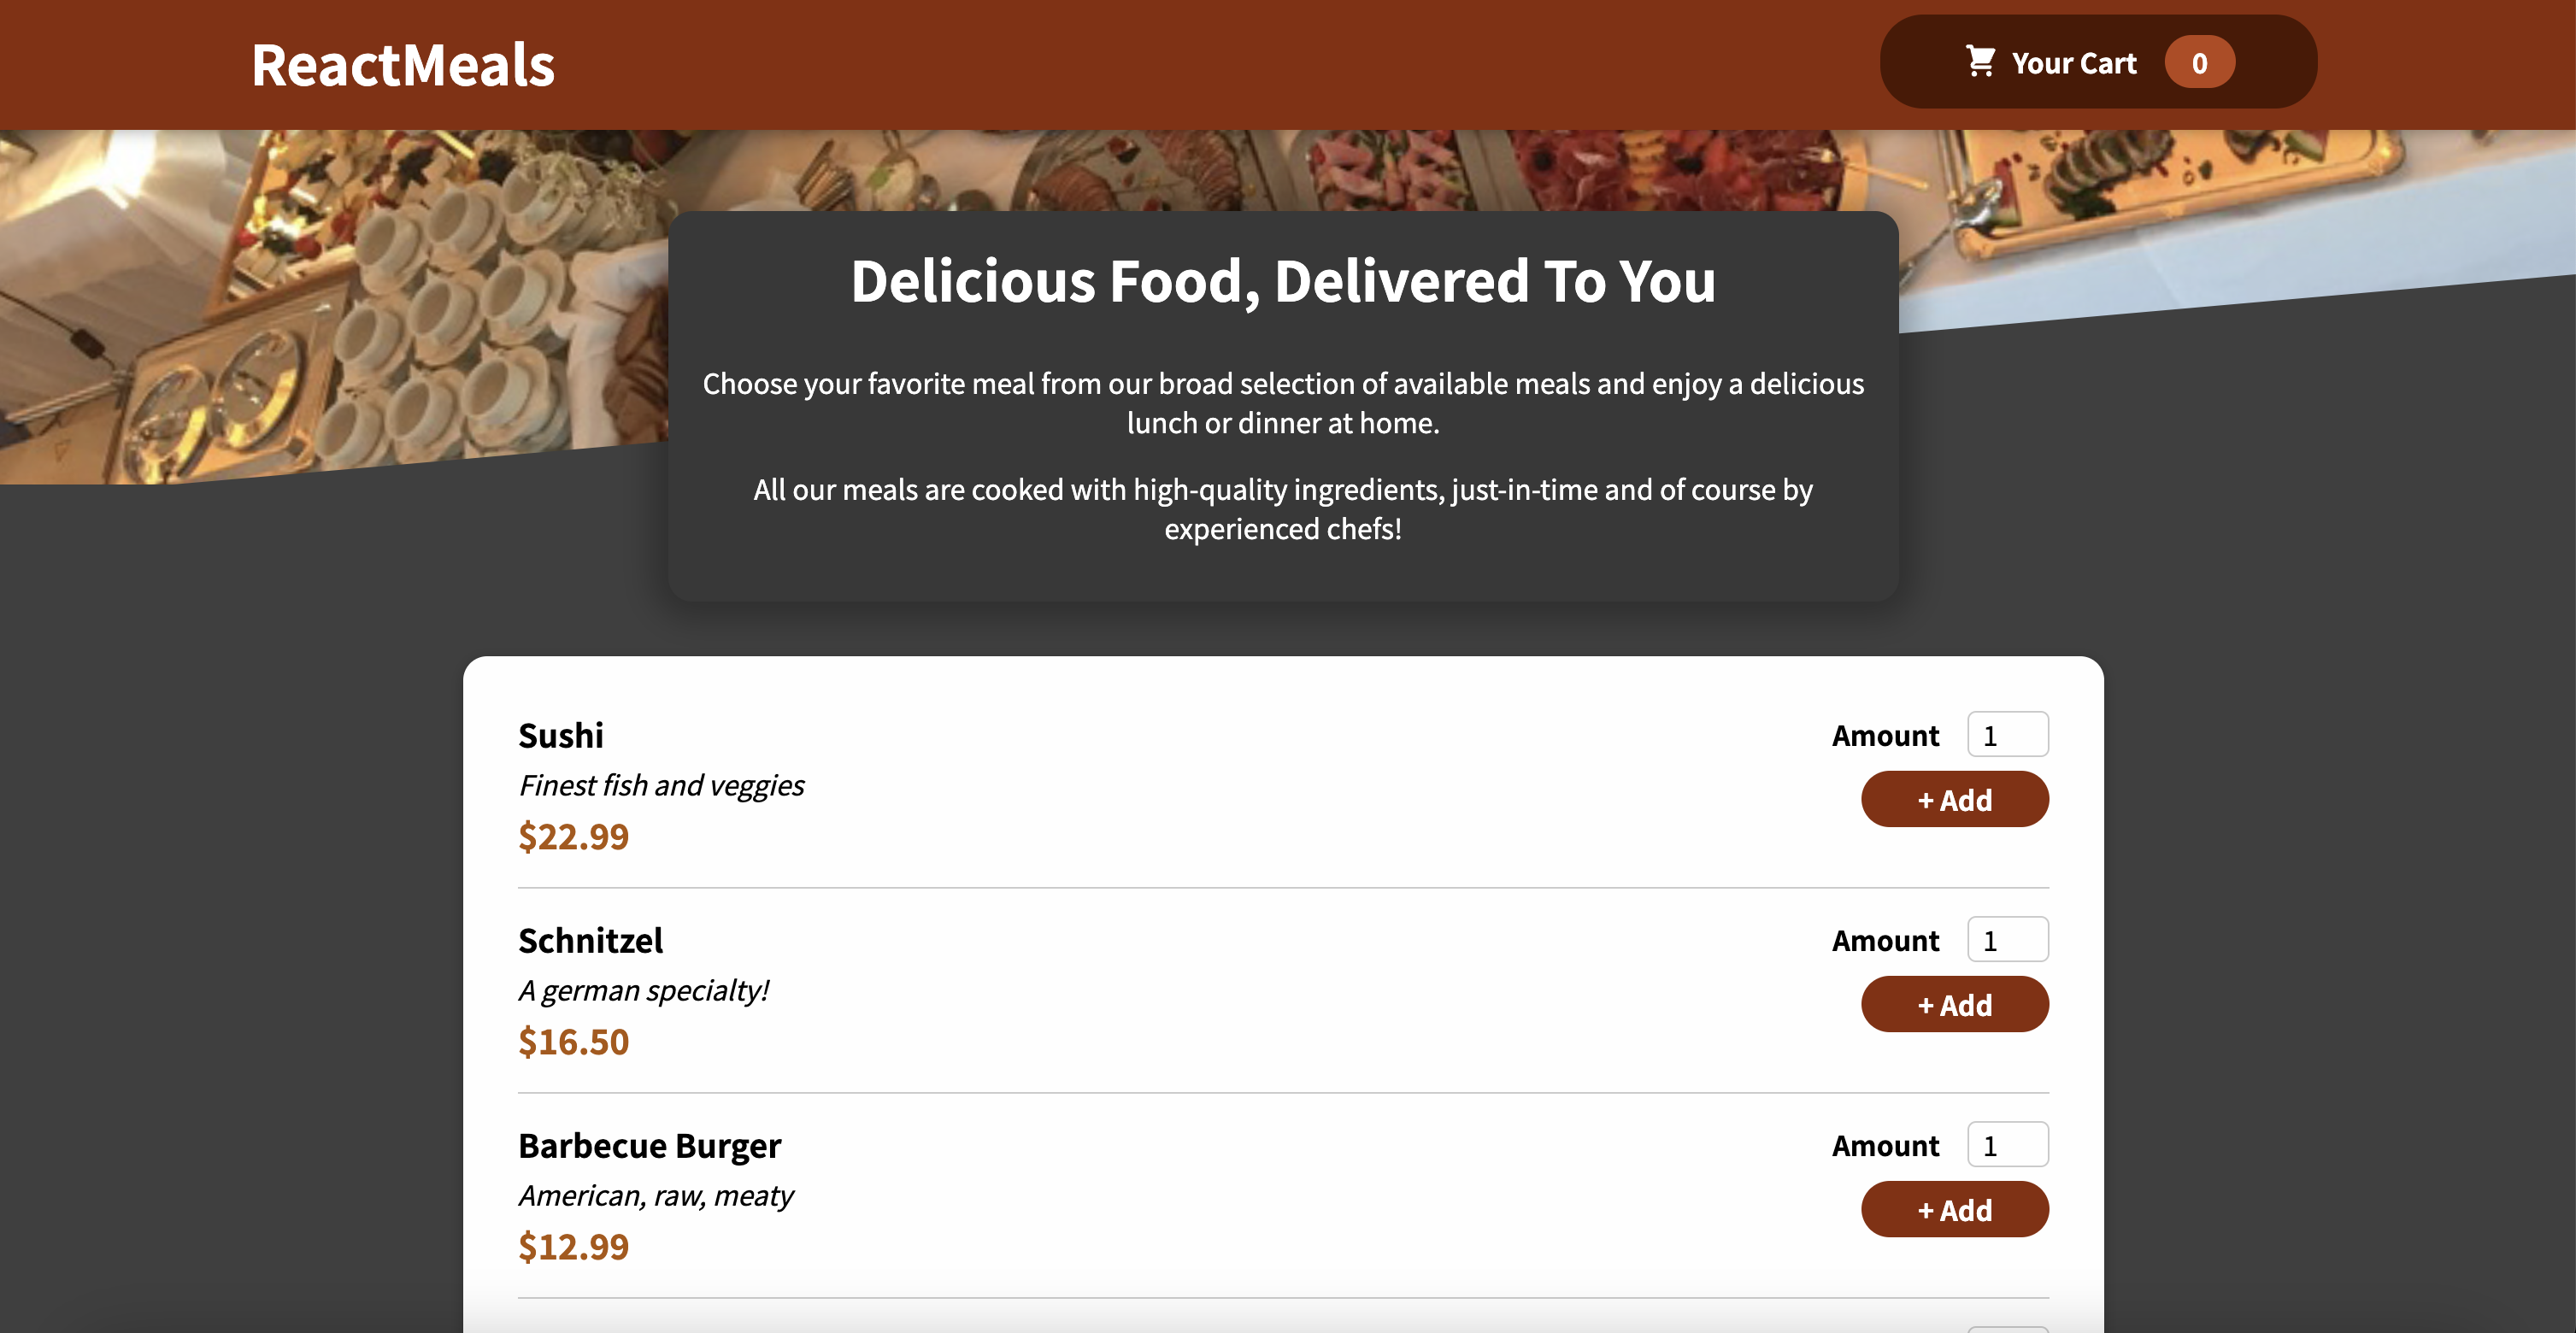 ReactMeals
Your Cart 0
Delicious Food, Delivered To You
Choose your favorite meal from our broad selection of available meals and enjoy a delicious
lunch or dinner at home.
All our meals are cooked with high-quality ingredients, just-in-time and of course by
experienced chefs!
Sushi
Finest fish and veggies
$22.99
Amount 1
+ Add
Schnitzel
A german specialty!
$16.50
Amount 1
+ Add
Barbecue Burger
American, raw, meaty
$12.99
Amount 1
+ Add